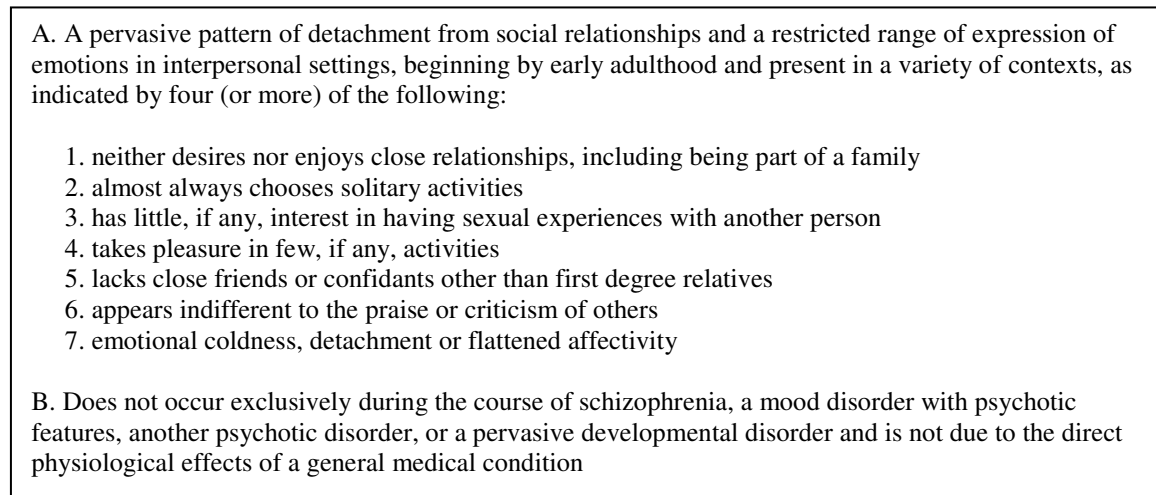 A. A pervasive pattern of detachment from social relationships and a restricted range of expression of
emotions in interpersonal settings, beginning by early adulthood and present in a variety of contexts, as
indicated by four (or more) of the following:
1. neither desires nor enjoys close relationships, including being part of a family
2. almost always chooses solitary activities
3. has little, if any, interest in having sexual experiences with another person
4. takes pleasure in few, if any, activities
5. lacks close friends or confidants other than first degree relatives
6. appears indifferent to the praise or criticism of others
7. emotional coldness, detachment or flattened affectivity
B. Does not occur exclusively during the course of schizophrenia, a mood disorder with psychotic
features, another psychotic disorder, or a pervasive developmental disorder and is not due to the direct
physiological effects of a general medical condition